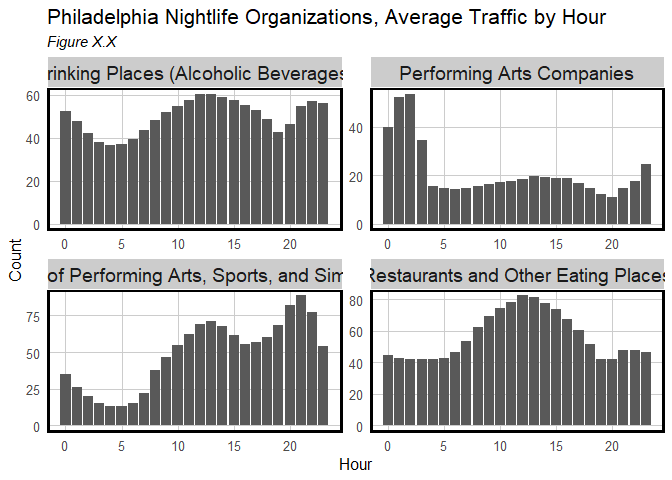 Philadelphia Nightlife Organizations, Average Traffic by Hour
Figure X.X
rinking Places (Alcoholic Beverages
Performing Arts Companies
60
40
20
0
40
20
0
0 5 10 15 20
0 5 10 15 20
Count
of Performing Arts, Sports, and Sim
Restaurants and Other Eating Places
75
50
25
0
80
60
40
20
0
0 5 10 15 20
0 5 10 15 20
Hour